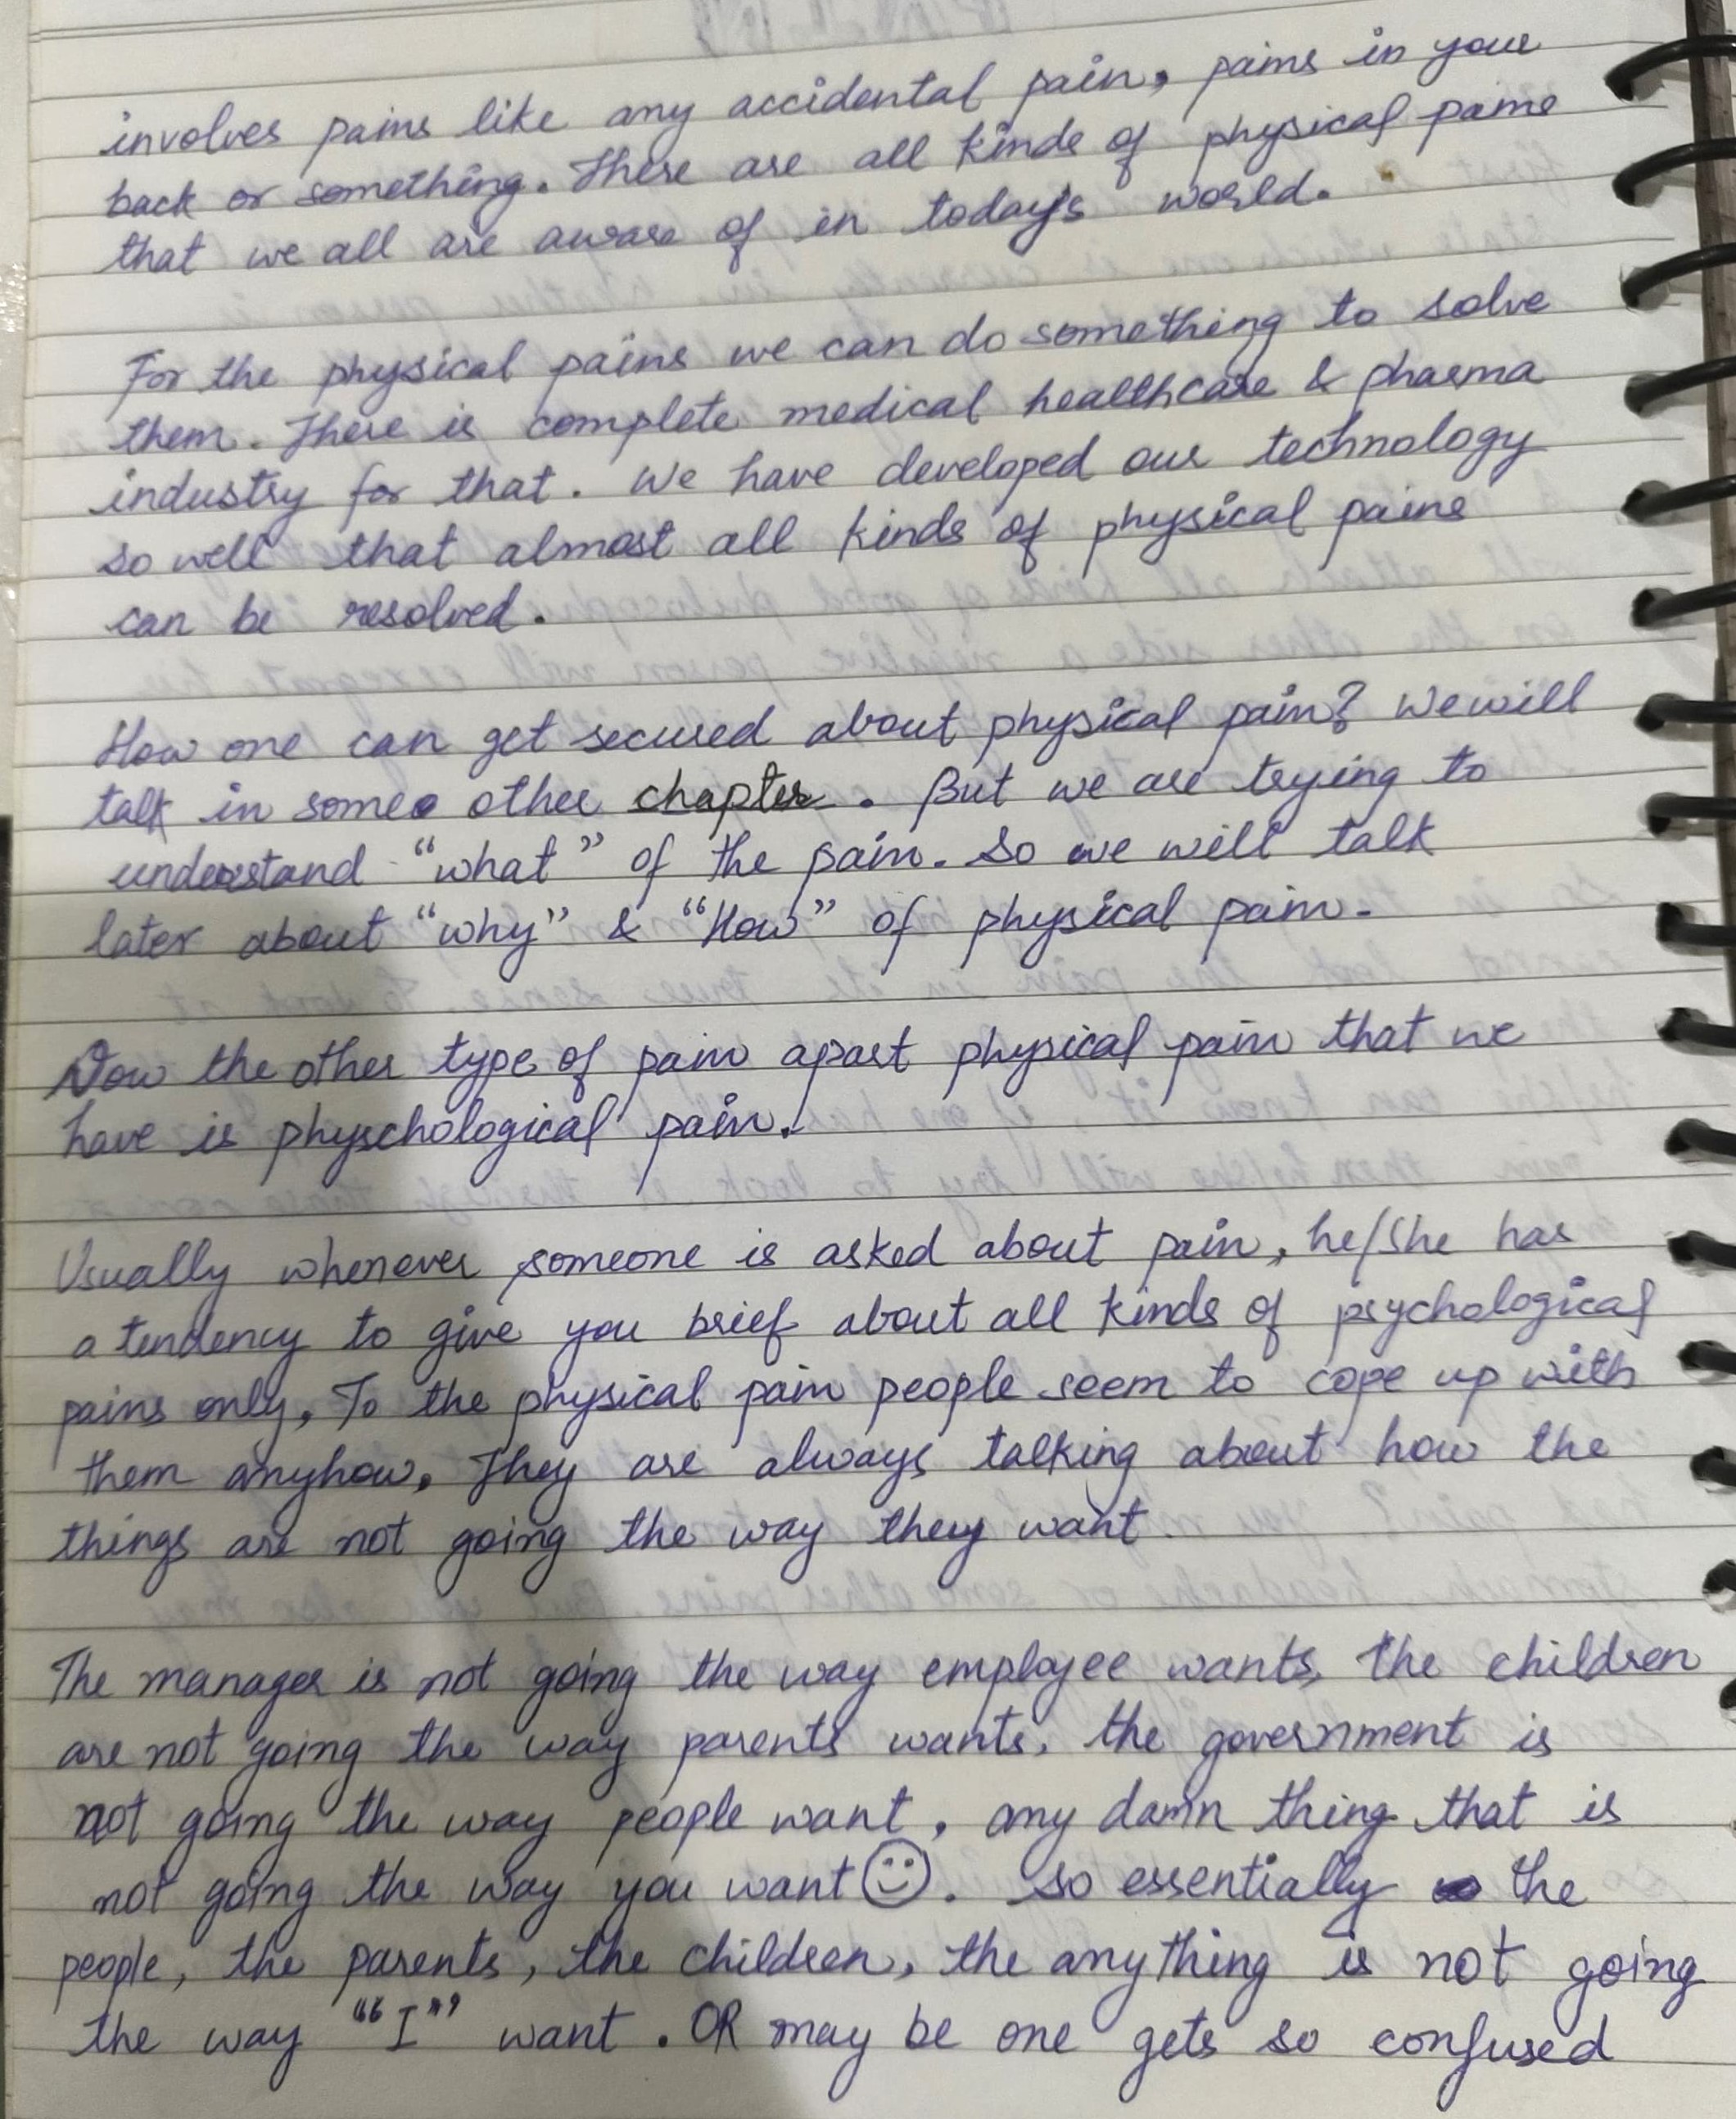 involves pains like any accidental pain, pains in your
back or something. These are all kinds of physical pains
that we all are aware of in today's world.
For the physical pains we can do something to solve
them. There is complete medical healthcare & pharma
industry for that. We have developed our technology
so well that almost all kinds of physical pains
can be resolved.
How one can get secured about physical pain? We will
talk in some other chapter. But we are trying to
understand "what" of the pain. So we will talk
later about "why" & "How" of physical pain.
Now the other type of pain apart physical pain that we
have is physchological pain.
Usually whenever someone is asked about pain, he/she has
a tendency to give you brief about all kinds of psychological
pains only. To the physical pain people seem to cope up with
them anyhow. They are always talking about how the
things are not going the way they want.
The manager is not going the way employee wants, the children
are not going the way parents wants, the government is
not going the way people want, any damn thing that is
not going the way you want ☺. So essentially the
people, the parents, the children, the anything is not going
the way "I" want. OR may be one gets so confused